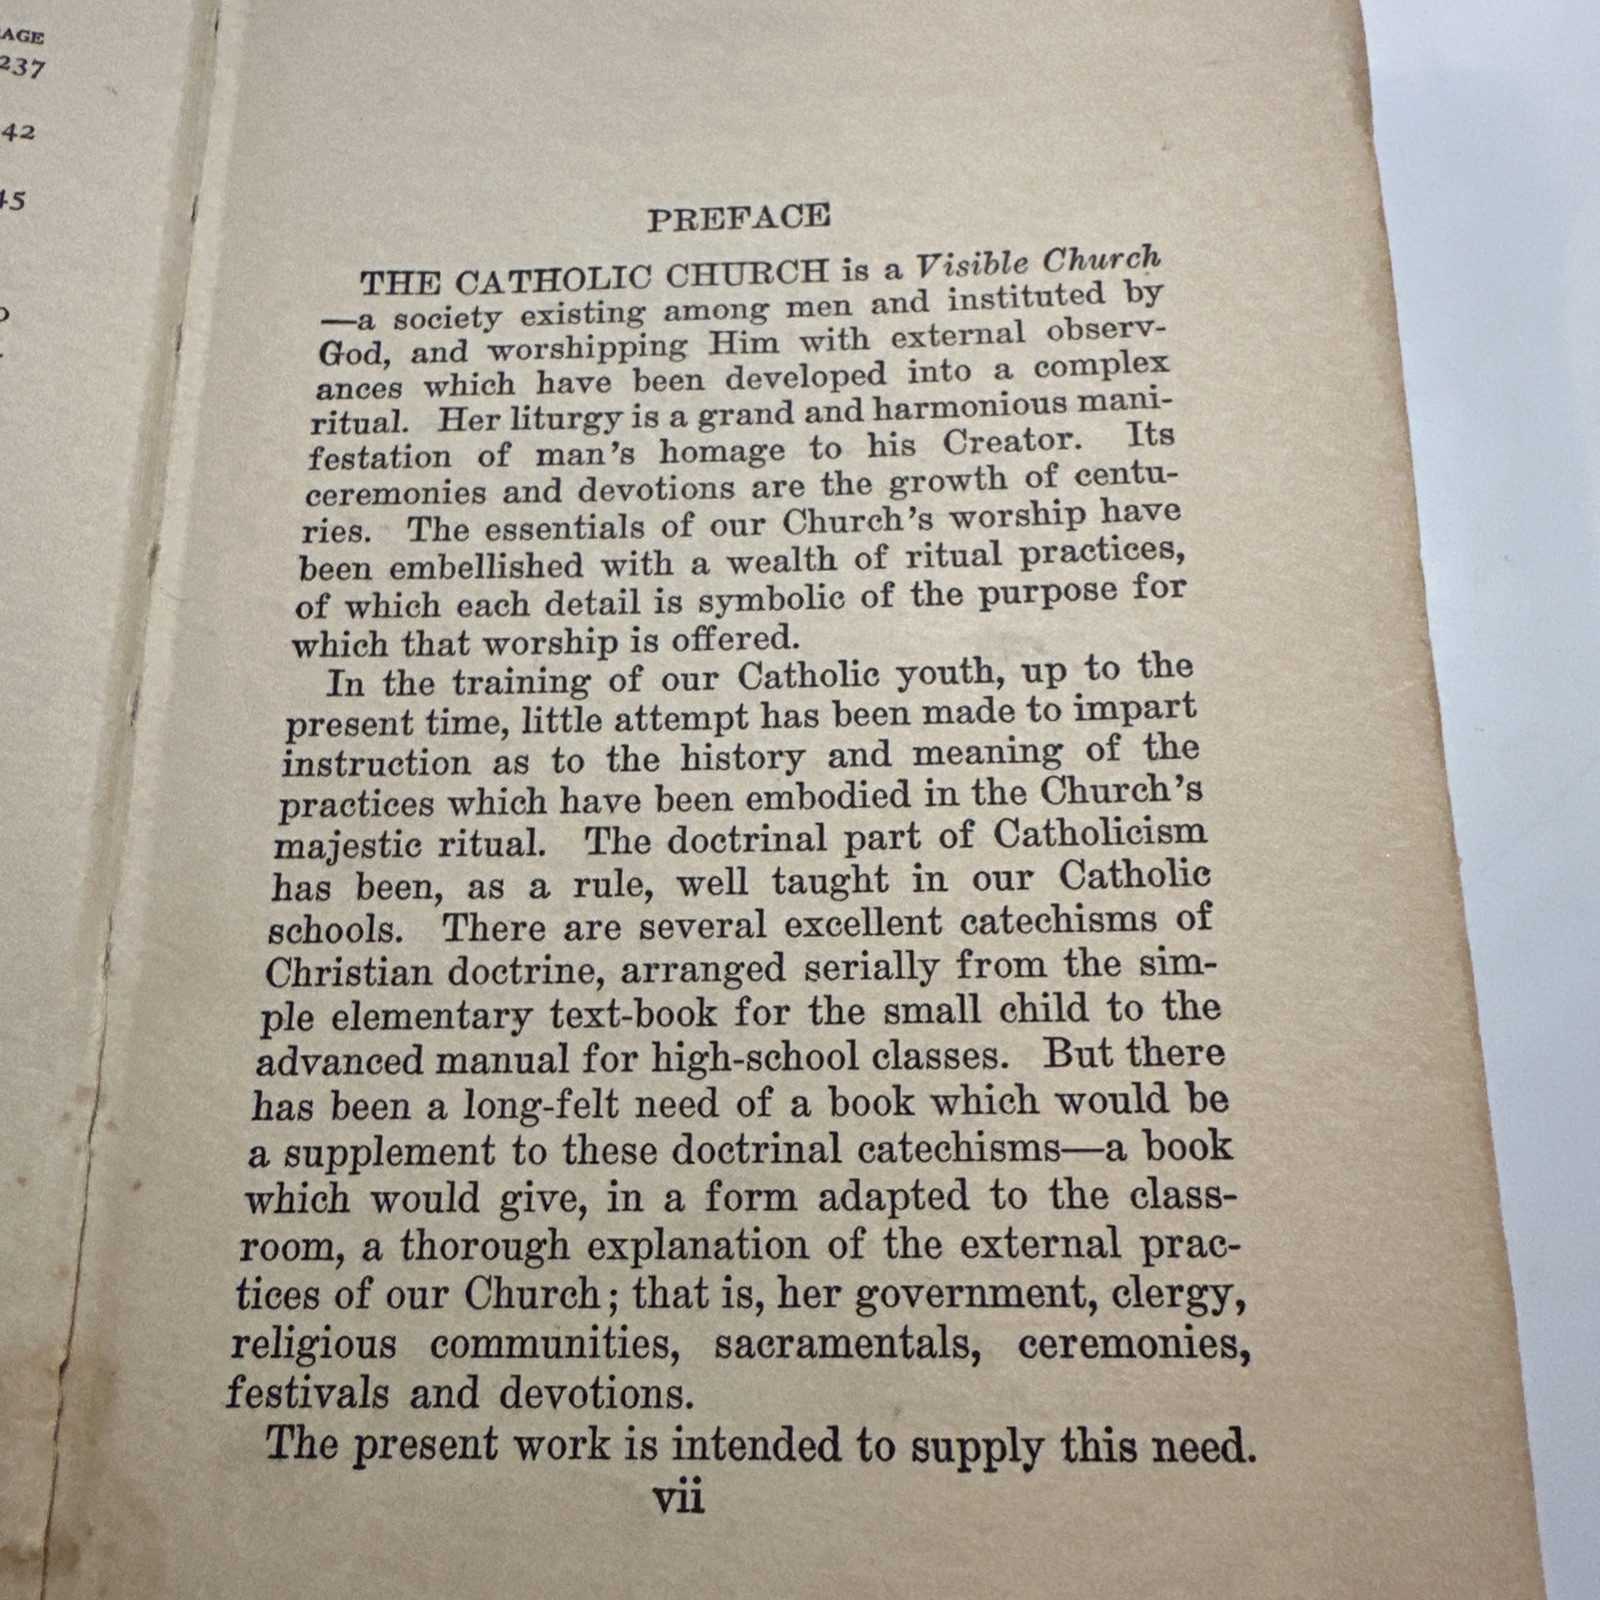 AGE
237
42
45
PREFACE
THE CATHOLIC CHURCH is a Visible Church
—a society existing among men and instituted by
God, and worshipping Him with external observ-
ances which have been developed into a complex
ritual. Her liturgy is a grand and harmonious mani-
festation of man's homage to his Creator. Its
ceremonies and devotions are the growth of centu-
ries. The essentials of our Church's worship have
been embellished with a wealth of ritual practices,
of which each detail is symbolic of the purpose for
which that worship is offered.
In the training of our Catholic youth, up to the
present time, little attempt has been made to impart
instruction as to the history and meaning of the
practices which have been embodied in the Church's
majestic ritual. The doctrinal part of Catholicism
has been, as a rule, well taught in our Catholic
schools. There are several excellent catechisms of
Christian doctrine, arranged serially from the sim-
ple elementary text-book for the small child to the
advanced manual for high-school classes. But there
has been a long-felt need of a book which would be
a supplement to these doctrinal catechisms—a book
which would give, in a form adapted to the class-
room, a thorough explanation of the external prac-
tices of our Church; that is, her government, clergy,
religious communities, sacramentals, ceremonies,
festivals and devotions.
The present work is intended to supply this need.
vii